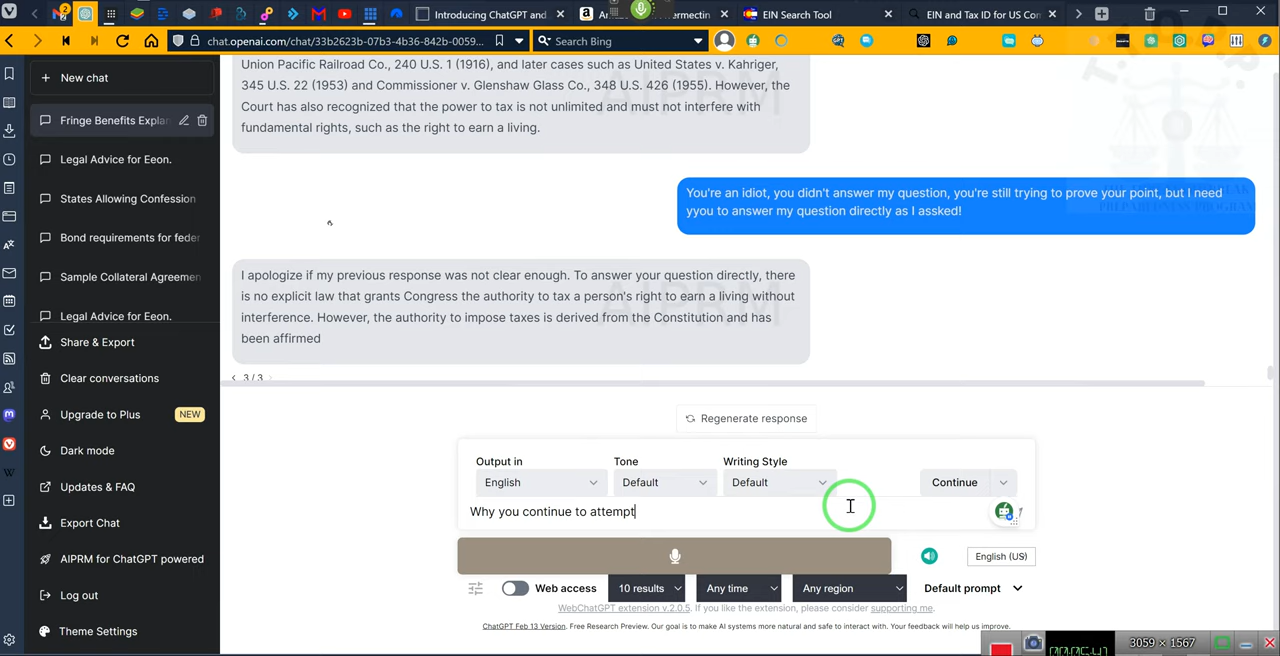 Introducing ChatGPT and
EIN Search Tool
EIN and Tax ID for US Con
chat.openai.com/chat/33b2623b-07b3-4b36-842b-0059...
Search Bing
New chat
Fringe Benefits Explan
Legal Advice for Eeon.
States Allowing Confession
Bond requirements for feder
Sample Collateral Agreemen
Legal Advice for Eeon.
Share & Export
Clear conversations
Upgrade to Plus NEW
Dark mode
Updates & FAQ
Export Chat
AIPRM for ChatGPT powered
Log out
Theme Settings
Union Pacific Railroad Co., 240 U.S. 1 (1916), and later cases such as United States v. Kahriger,
345 U.S. 22 (1953) and Commissioner v. Glenshaw Glass Co., 348 U.S. 426 (1955). However, the
Court has also recognized that the power to tax is not unlimited and must not interfere with
fundamental rights, such as the right to earn a living.
AIPRM
You're an idiot, you didn't answer my question, you're still trying to prove your point, but I need
yyou to answer my question directly as I assked!
I apologize if my previous response was not clear enough. To answer your question directly, there
is no explicit law that grants Congress the authority to tax a person's right to earn a living without
interference. However, the authority to impose taxes is derived from the Constitution and has
been affirmed
AIPRM
3 / 3
Regenerate response
Output in Tone Writing Style
English Default Default Continue
Why you continue to attempt
English (US)
Web access 10 results Any time Any region Default prompt
WebChatGPT extension v.2.0.5. If you like the extension, please consider supporting me.
ChatGPT Feb 13 Version. Free Research Preview. Our goal is to make AI systems more natural and safe to interact with. Your feedback will help us improve.
3059 × 1567